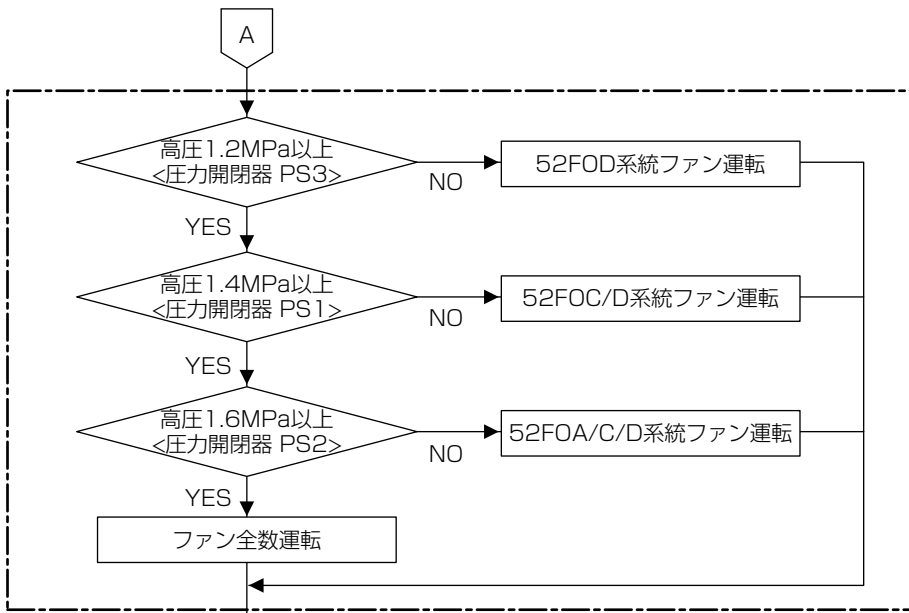 A
高圧1.2MPa以上
<圧力開閉器 PS3>
NO
52FOD系統ファン運転
YES
高圧1.4MPa以上
<圧力開閉器 PS1>
NO
52FOC/D系統ファン運転
YES
高圧1.6MPa以上
<圧力開閉器 PS2>
NO
52FOA/C/D系統ファン運転
YES
ファン全数運転